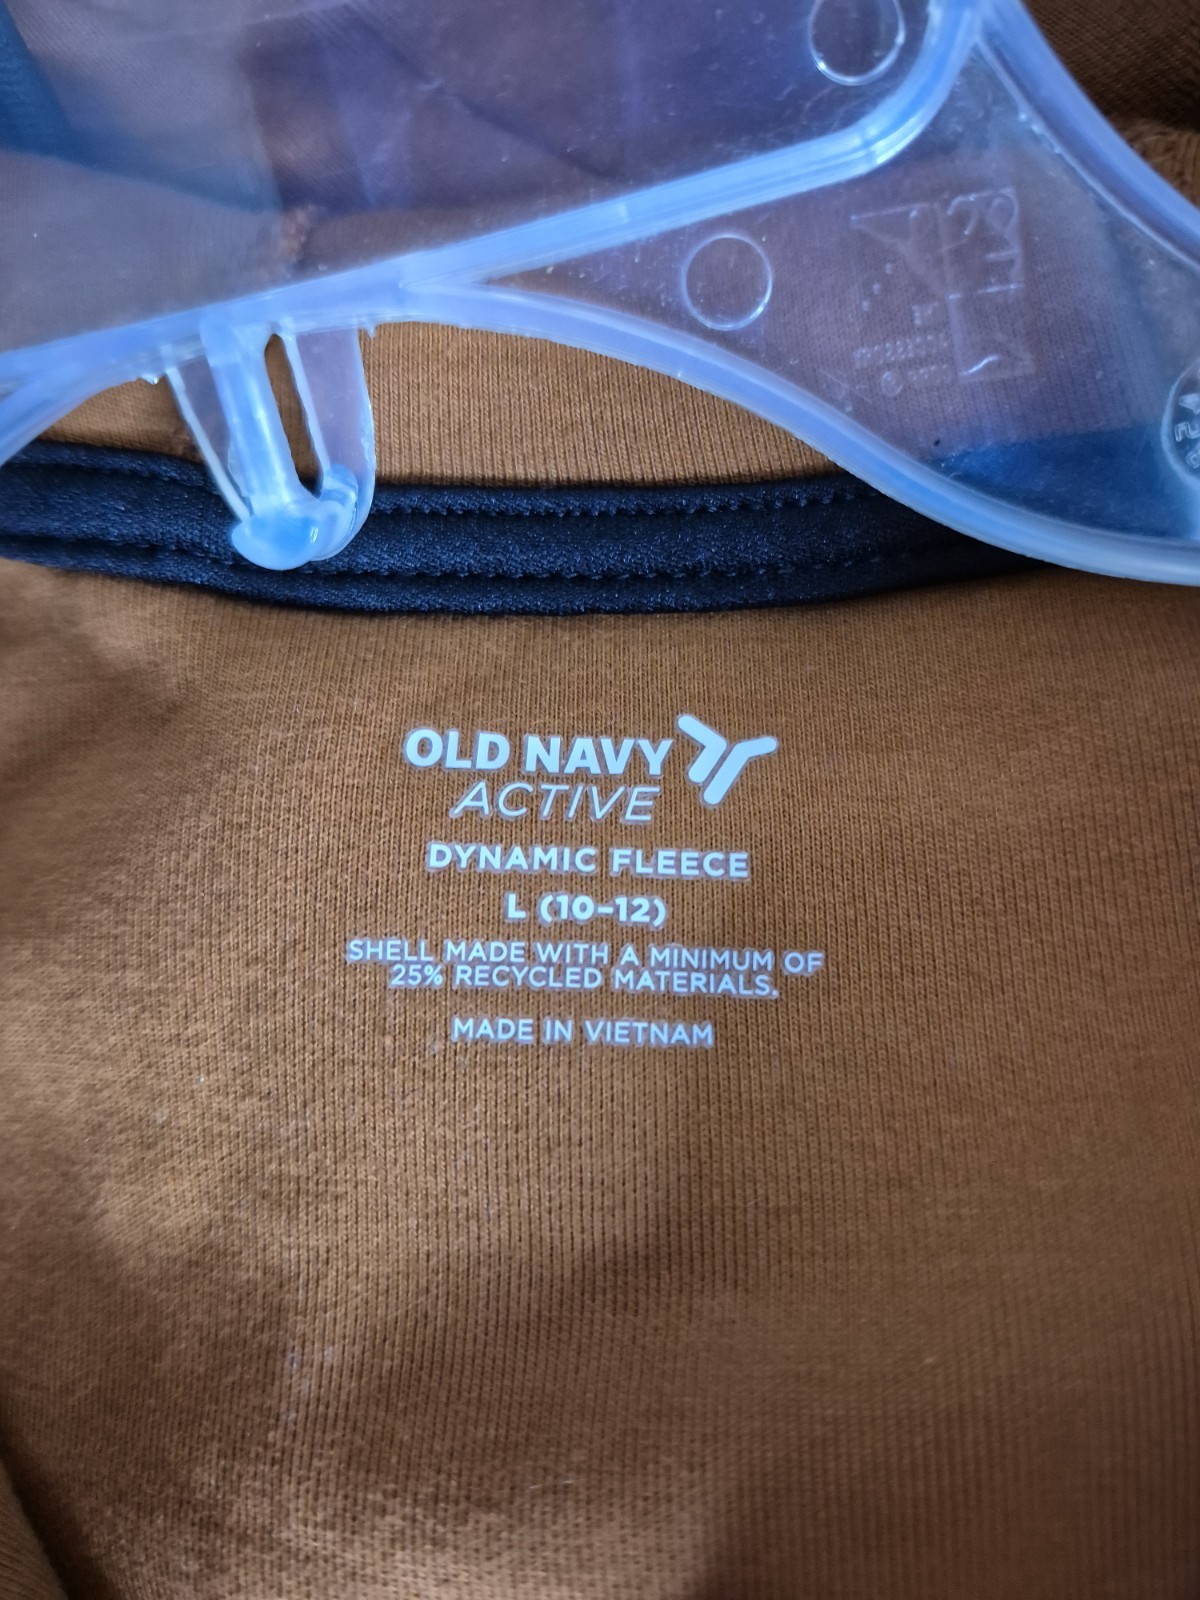 OLD NAVY
ACTIVE
DYNAMIC FLEECE
L (10-12)
SHELL MADE WITH A MINIMUM OF
25% RECYCLED MATERIALS.
MADE IN VIETNAM